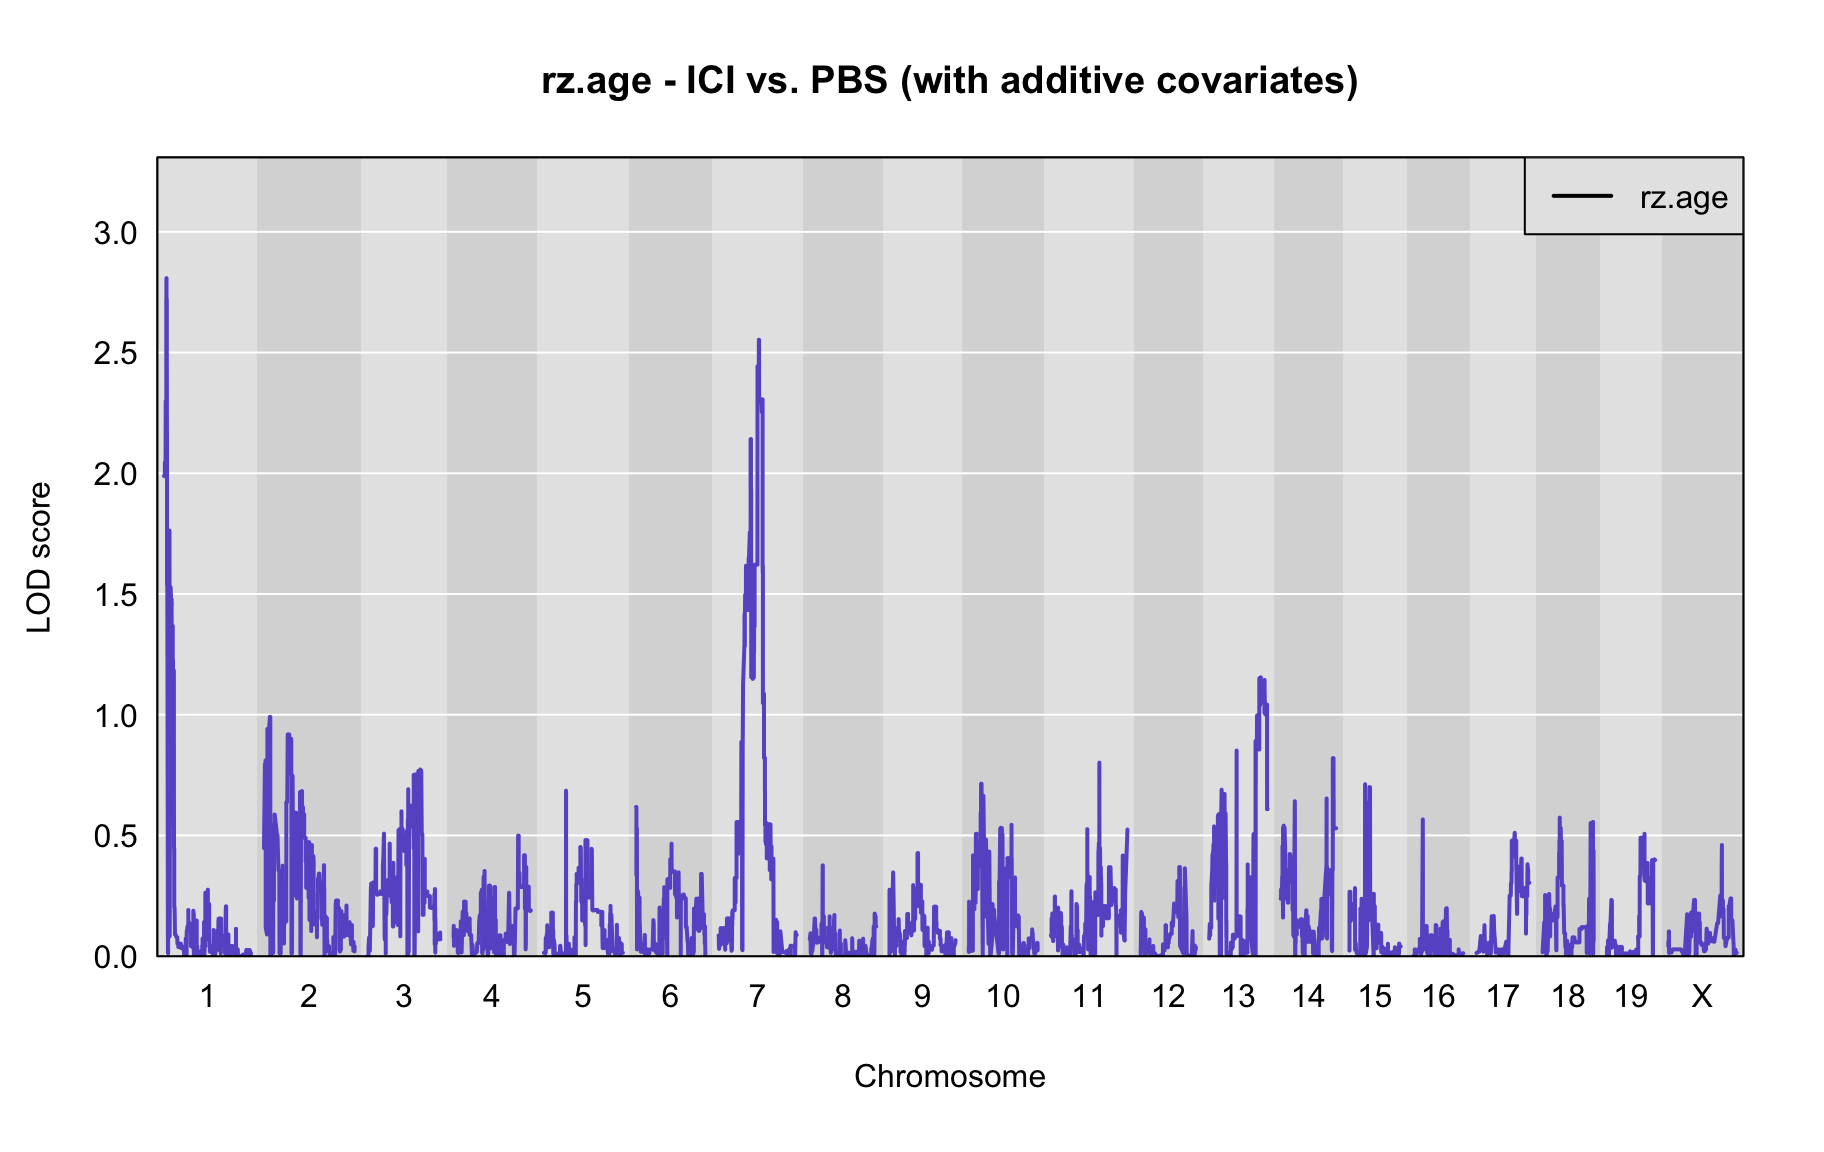 rz.age - ICI vs. PBS (with additive covariates)
rz.age
3.0
2.5
2.0
1.5
1.0
0.5
0.0
LOD score
1 2 3 4 5 6 7 8 9 10 11 12 13 14 15 16 17 18 19 X
Chromosome